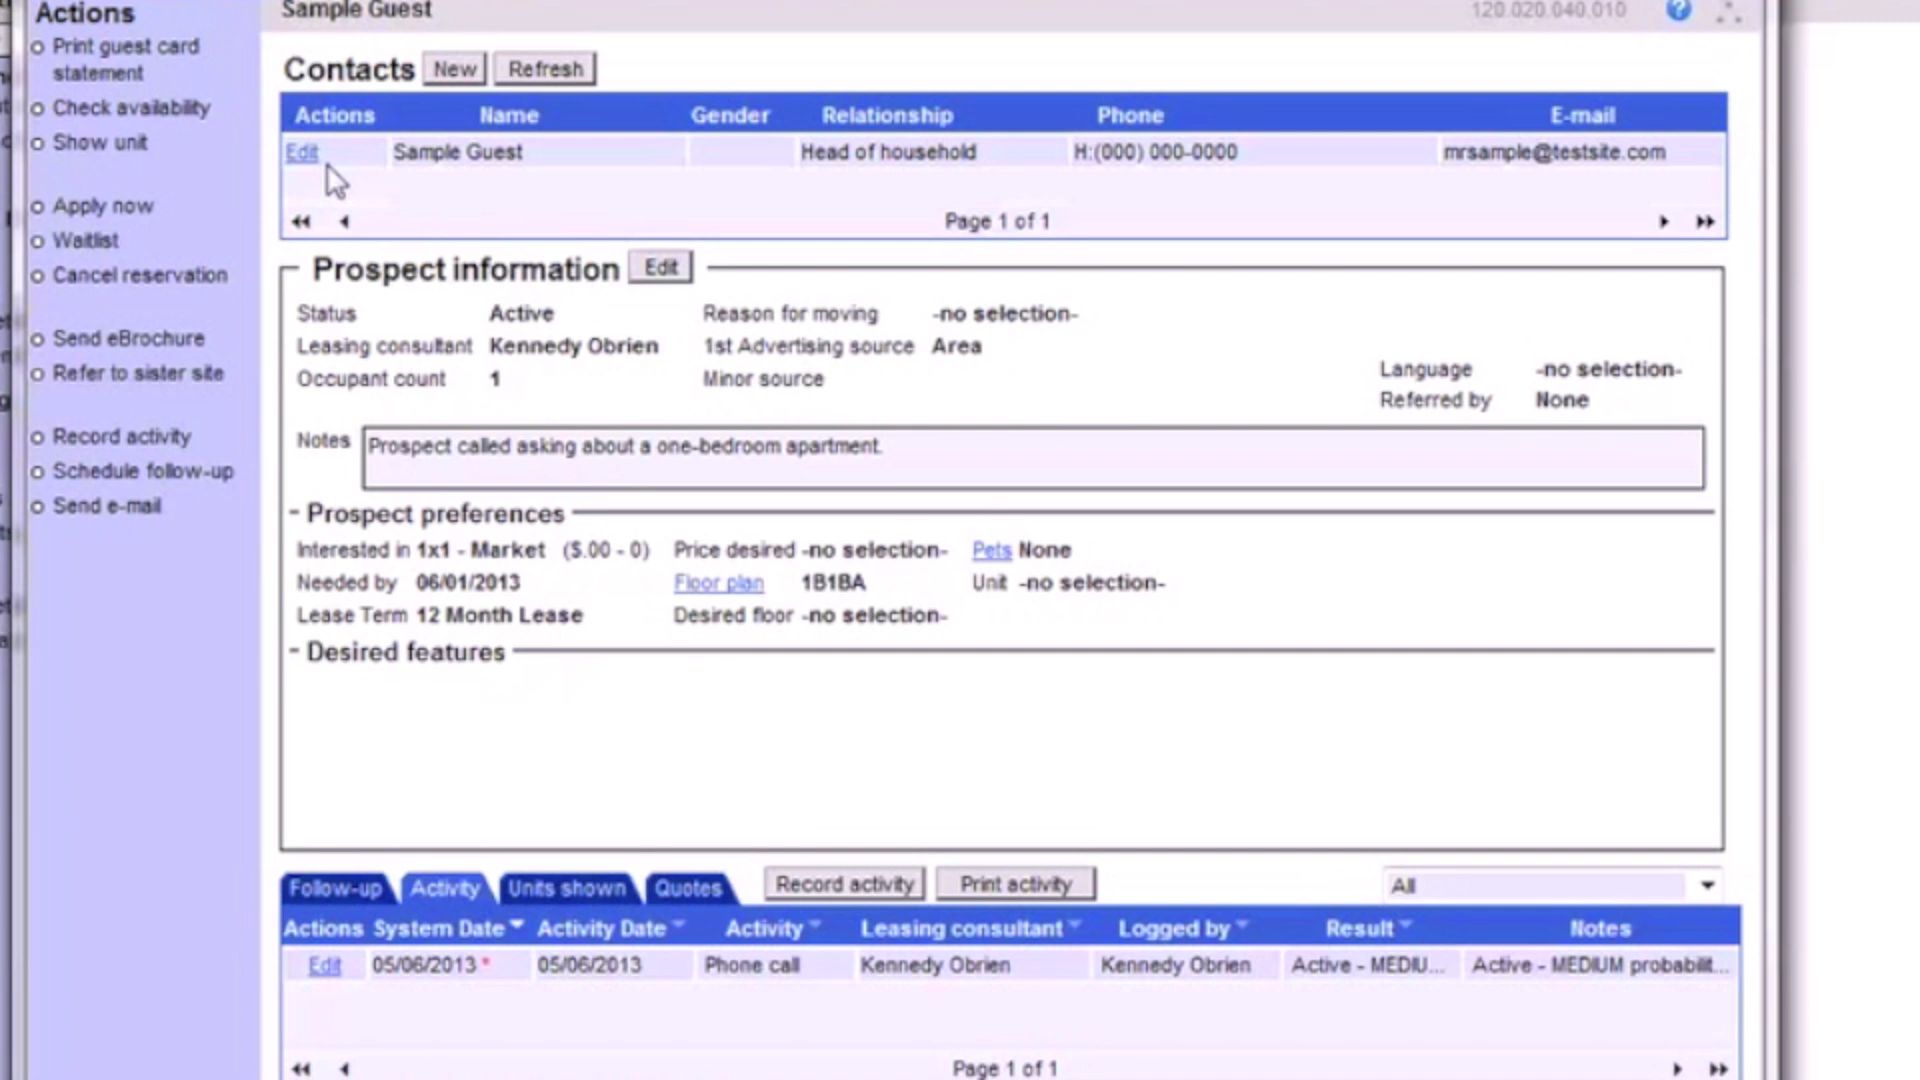 Actions
Print guest card
statement
Check availability
Show unit
Apply now
Waitlist
Cancel reservation
Send eBrochure
Refer to sister site
Record activity
Schedule follow-up
Send e-mail
Sample Guest 120.020.040.010 ?
Contacts New Refresh
Actions Name Gender Relationship Phone E-mail
Edit Sample Guest Head of household H:(000) 000-0000 mrsample@testsite.com
Page 1 of 1
Prospect information Edit
Status Active Reason for moving -no selection-
Leasing consultant Kennedy Obrien 1st Advertising source Area
Occupant count 1 Minor source
Language -no selection-
Referred by None
Notes Prospect called asking about a one-bedroom apartment.
- Prospect preferences
Interested in 1x1 - Market ($.00 - 0) Price desired -no selection- Pets None
Needed by 06/01/2013 Floor plan 1B1BA Unit -no selection-
Lease Term 12 Month Lease Desired floor -no selection-
- Desired features
Follow-up Activity Units shown Quotes Record activity Print activity All
Actions System Date Activity Date Activity Leasing consultant Logged by Result Notes
Edit 05/06/2013 * 05/06/2013 Phone call Kennedy Obrien Kennedy Obrien Active - MEDIU... Active - MEDIUM probabilit...
Page 1 of 1